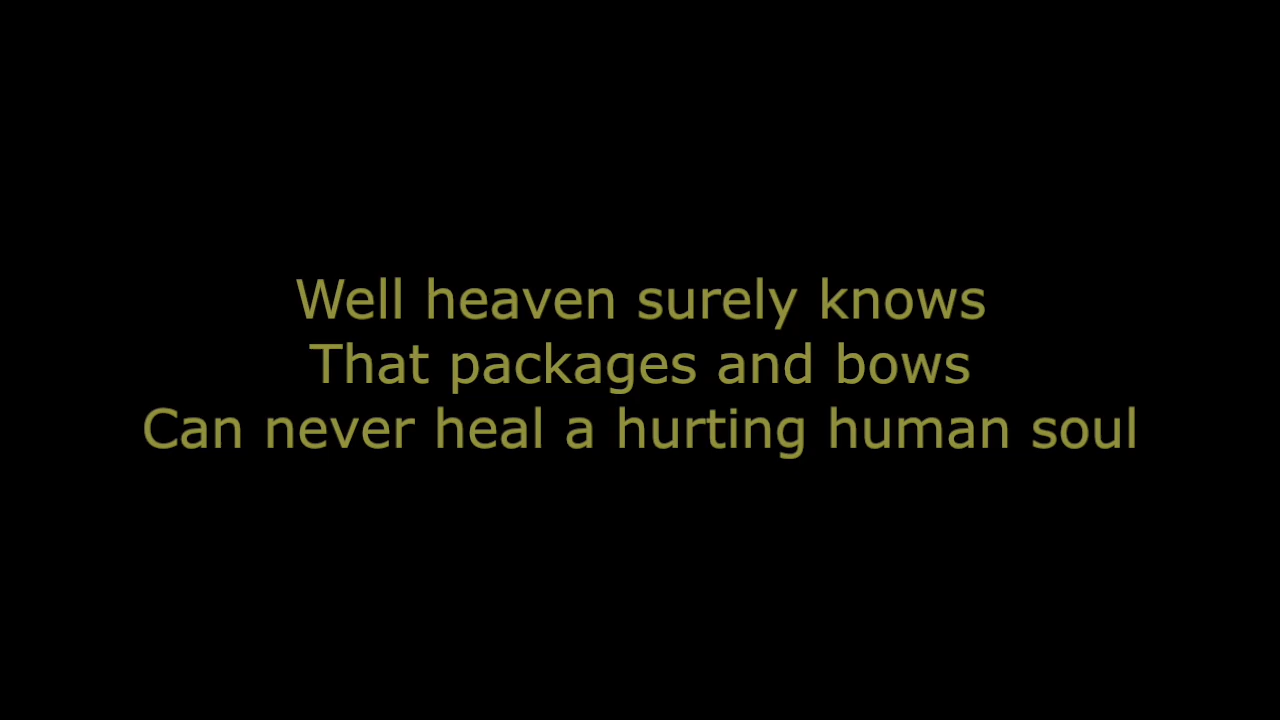 Well heaven surely knows
That packages and bows
Can never heal a hurting human soul